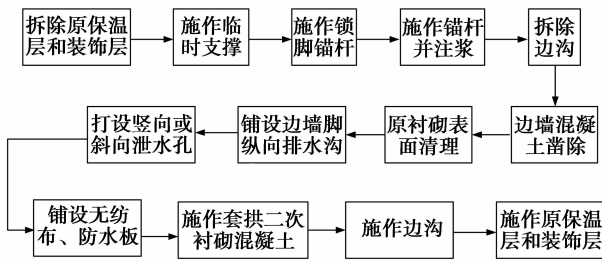 拆除原保温
层和装饰层
施作临
时支撑
施作锁
脚锚杆
施作锚杆
并注浆
拆除
边沟
边墙混凝
土凿除
原衬砌表
面清理
铺设边墙脚
纵向排水沟
打设竖向或
斜向泄水孔
铺设无纺
布、防水板
施作套拱二次
衬砌混凝土
施作边沟
施作原保温
层和装饰层